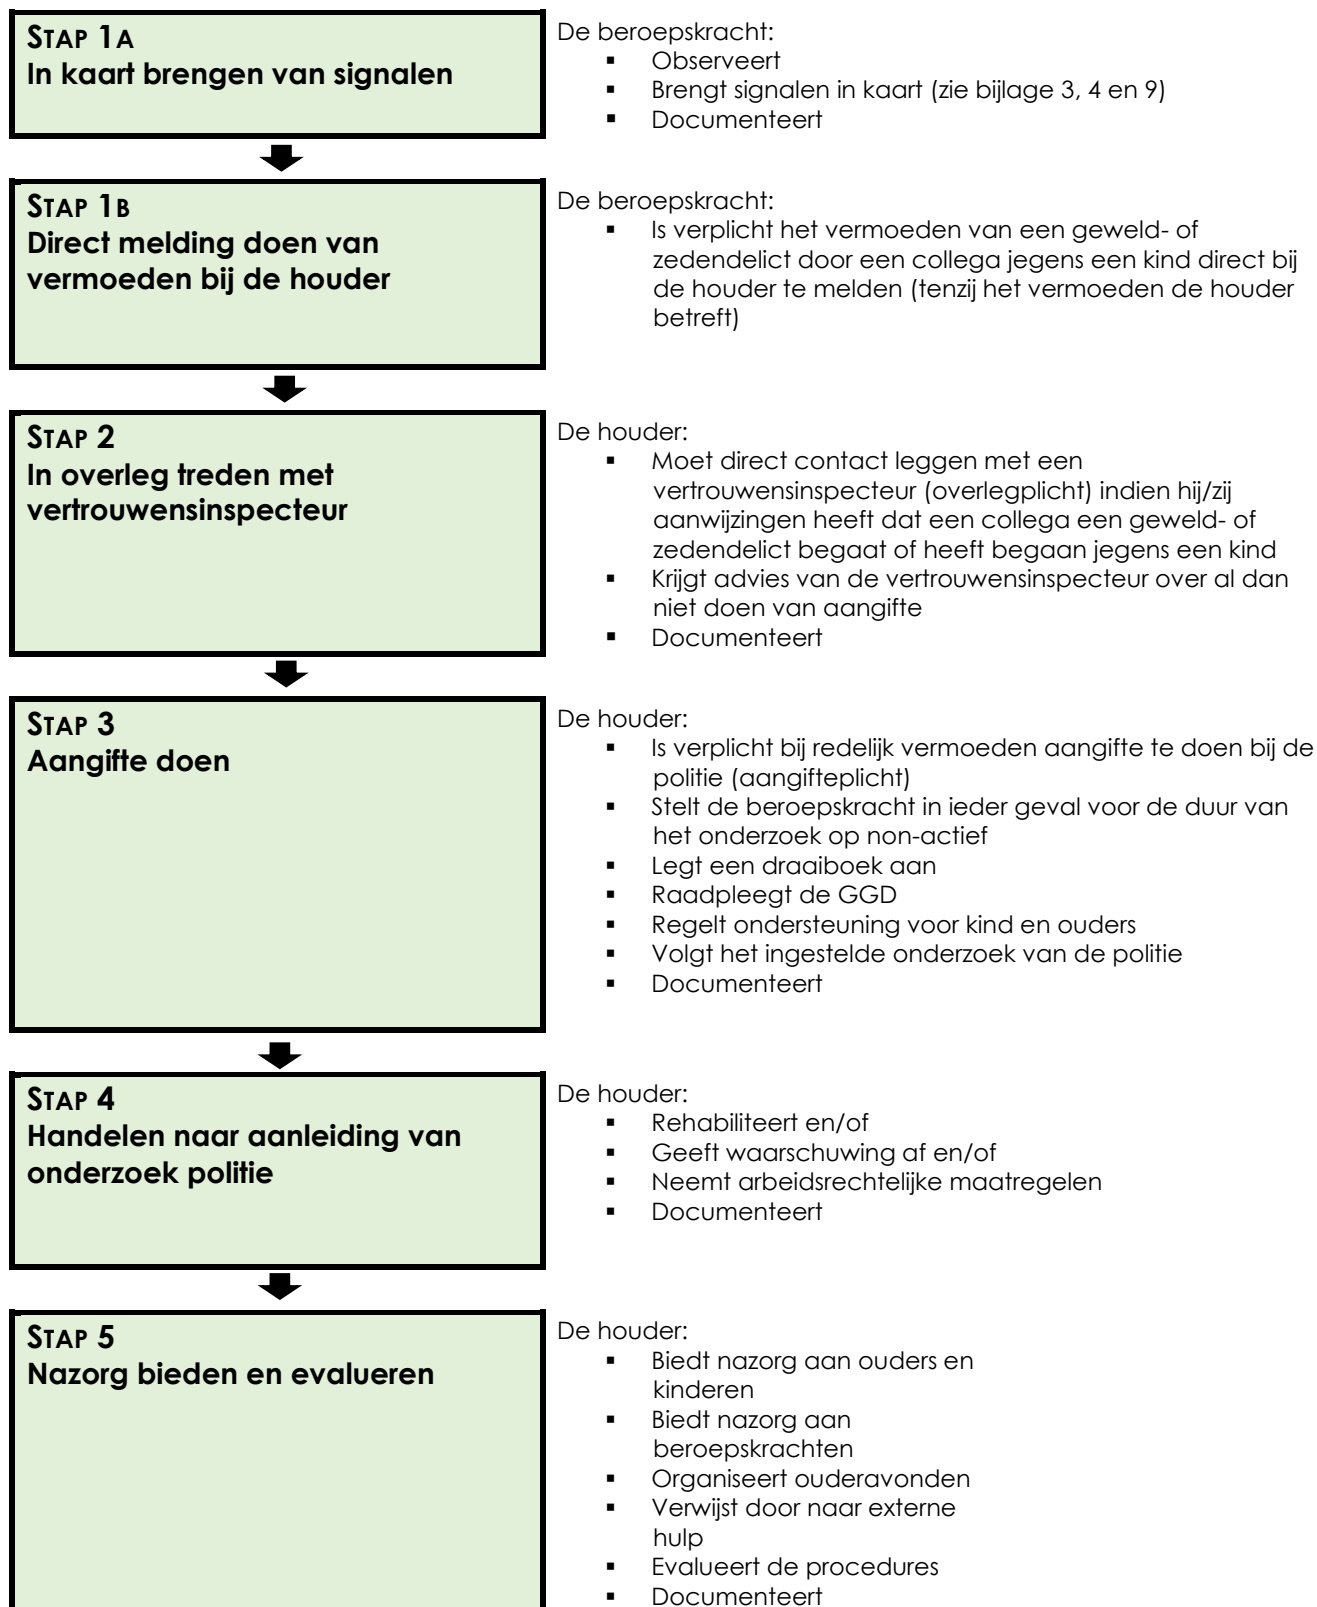 STAP 1A
In kaart brengen van signalen
De beroepskracht:
▪ Observeert
▪ Brengt signalen in kaart (zie bijlage 3, 4 en 9)
▪ Documenteert
STAP 1B
Direct melding doen van
vermoeden bij de houder
De beroepskracht:
▪ Is verplicht het vermoeden van een geweld- of
zedendelict door een collega jegens een kind direct bij
de houder te melden (tenzij het vermoeden de houder
betreft)
STAP 2
In overleg treden met
vertrouwensinspecteur
De houder:
▪ Moet direct contact leggen met een
vertrouwensinspecteur (overlegplicht) indien hij/zij
aanwijzingen heeft dat een collega een geweld- of
zedendelict begaat of heeft begaan jegens een kind
▪ Krijgt advies van de vertrouwensinspecteur over al dan
niet doen van aangifte
▪ Documenteert
STAP 3
Aangifte doen
De houder:
▪ Is verplicht bij redelijk vermoeden aangifte te doen bij de
politie (aangifteplicht)
▪ Stelt de beroepskracht in ieder geval voor de duur van
het onderzoek op non-actief
▪ Legt een draaiboek aan
▪ Raadpleegt de GGD
▪ Regelt ondersteuning voor kind en ouders
▪ Volgt het ingestelde onderzoek van de politie
▪ Documenteert
STAP 4
Handelen naar aanleiding van
onderzoek politie
De houder:
▪ Rehabiliteert en/of
▪ Geeft waarschuwing af en/of
▪ Neemt arbeidsrechtelijke maatregelen
▪ Documenteert
STAP 5
Nazorg bieden en evalueren
De houder:
▪ Biedt nazorg aan ouders en
kinderen
▪ Biedt nazorg aan
beroepskrachten
▪ Organiseert ouderavonden
▪ Verwijst door naar externe
hulp
▪ Evalueert de procedures
▪ Documenteert